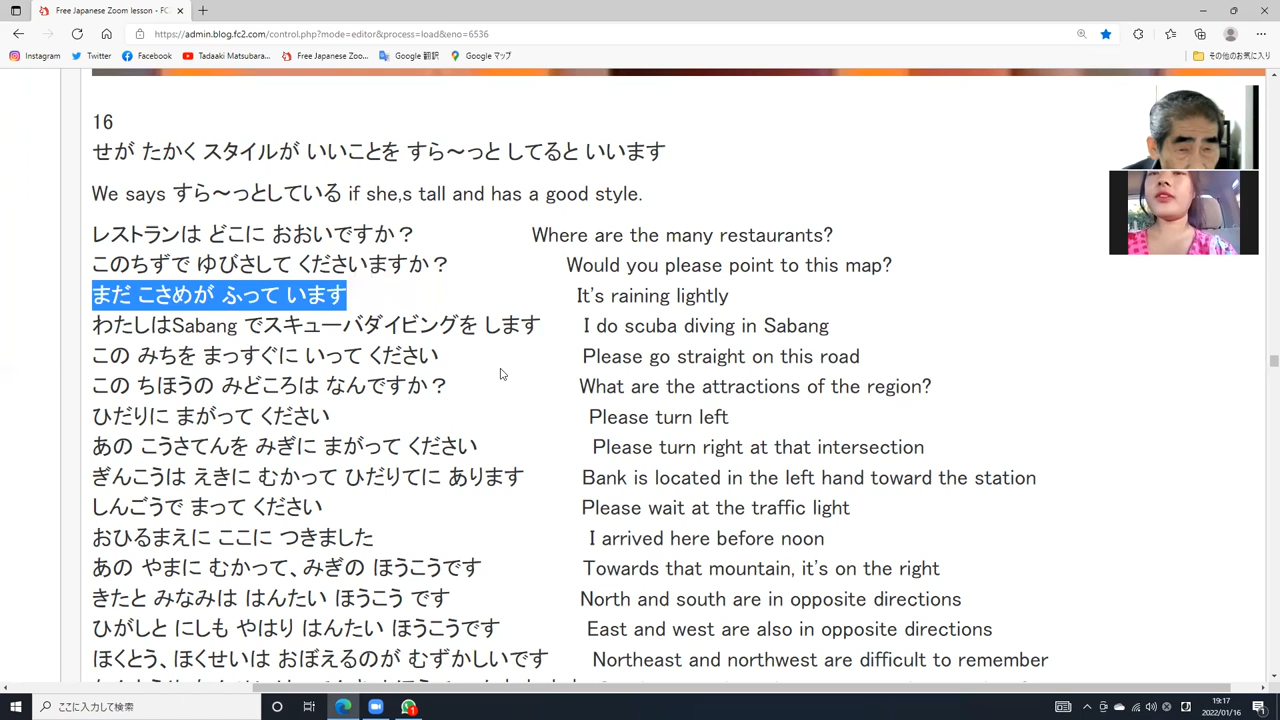 Free Japanese Zoom lesson - FC2
https://admin.blog.fc2.com/control.php?mode=editor&process=load&eno=6536
Instagram Twitter Facebook Tadaaki Matsubara... Free Japanese Zoo... Google 翻訳 Google マップ その他のお気に入り
16
せが たかく スタイルが いいことを すら～っと してると いいます
We says すら～っとしている if she,s tall and has a good style.
レストランは どこに おおいですか？ Where are the many restaurants?
このちずで ゆびさして くださいますか？ Would you please point to this map?
まだ こさめが ふって います It's raining lightly
わたしはSabang でスキューバダイビングを します I do scuba diving in Sabang
この みちを まっすぐに いって ください Please go straight on this road
この ちほうの みどころは なんですか？ What are the attractions of the region?
ひだりに まがって ください Please turn left
あの こうさてんを みぎに まがって ください Please turn right at that intersection
ぎんこうは えきに むかって ひだりてに あります Bank is located in the left hand toward the station
しんごうで まって ください Please wait at the traffic light
おひるまえに ここに つきました I arrived here before noon
あの やまに むかって、みぎの ほうこうです Towards that mountain, it's on the right
きたと みなみは はんたい ほうこう です North and south are in opposite directions
ひがしと にしも やはり はんたい ほうこうです East and west are also in opposite directions
ほくとう、ほくせいは おぼえるのが むずかしいです Northeast and northwest are difficult to remember
ここに入力して検索
19:17
2022/01/16